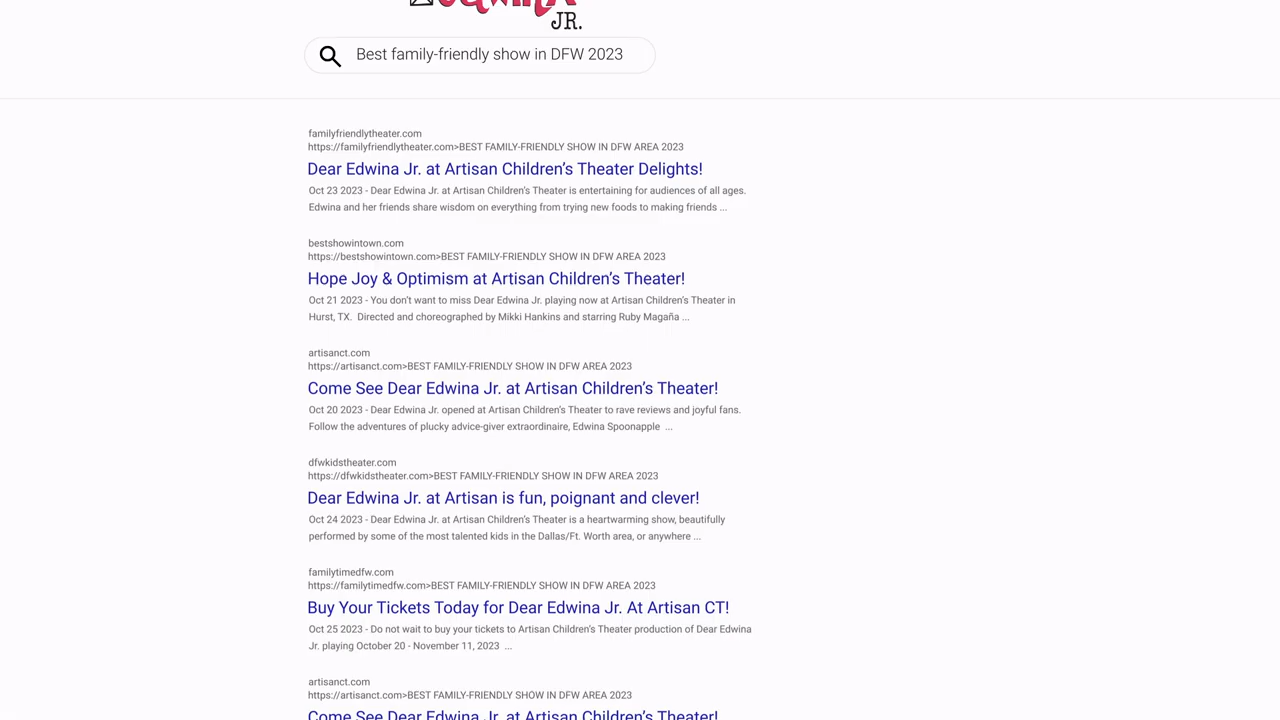 Edwina
JR.
Best family-friendly show in DFW 2023
familyfriendlytheater.com
https://familyfriendlytheater.com>BEST FAMILY-FRIENDLY SHOW IN DFW AREA 2023
Dear Edwina Jr. at Artisan Children’s Theater Delights!
Oct 23 2023 - Dear Edwina Jr. at Artisan Children’s Theater is entertaining for audiences of all ages.
Edwina and her friends share wisdom on everything from trying new foods to making friends ...
bestshowintown.com
https://bestshowintown.com>BEST FAMILY-FRIENDLY SHOW IN DFW AREA 2023
Hope Joy & Optimism at Artisan Children’s Theater!
Oct 21 2023 - You don’t want to miss Dear Edwina Jr. playing now at Artisan Children’s Theater in
Hurst, TX. Directed and choreographed by Mikki Hankins and starring Ruby Magaña ...
artisanct.com
https://artisanct.com>BEST FAMILY-FRIENDLY SHOW IN DFW AREA 2023
Come See Dear Edwina Jr. at Artisan Children’s Theater!
Oct 20 2023 - Dear Edwina Jr. opened at Artisan Children’s Theater to rave reviews and joyful fans.
Follow the adventures of plucky advice-giver extraordinaire, Edwina Spoonapple ...
dfwkidstheater.com
https://dfwkidstheater.com>BEST FAMILY-FRIENDLY SHOW IN DFW AREA 2023
Dear Edwina Jr. at Artisan is fun, poignant and clever!
Oct 24 2023 - Dear Edwina Jr. at Artisan Children’s Theater is a heartwarming show, beautifully
performed by some of the most talented kids in the Dallas/Ft. Worth area, or anywhere ...
familytimedfw.com
https://familytimedfw.com>BEST FAMILY-FRIENDLY SHOW IN DFW AREA 2023
Buy Your Tickets Today for Dear Edwina Jr. At Artisan CT!
Oct 25 2023 - Do not wait to buy your tickets to Artisan Children’s Theater production of Dear Edwina
Jr. playing October 20 - November 11, 2023 ...
artisanct.com
https://artisanct.com>BEST FAMILY-FRIENDLY SHOW IN DFW AREA 2023
Come See Dear Edwina Jr. at Artisan Children’s Theater!